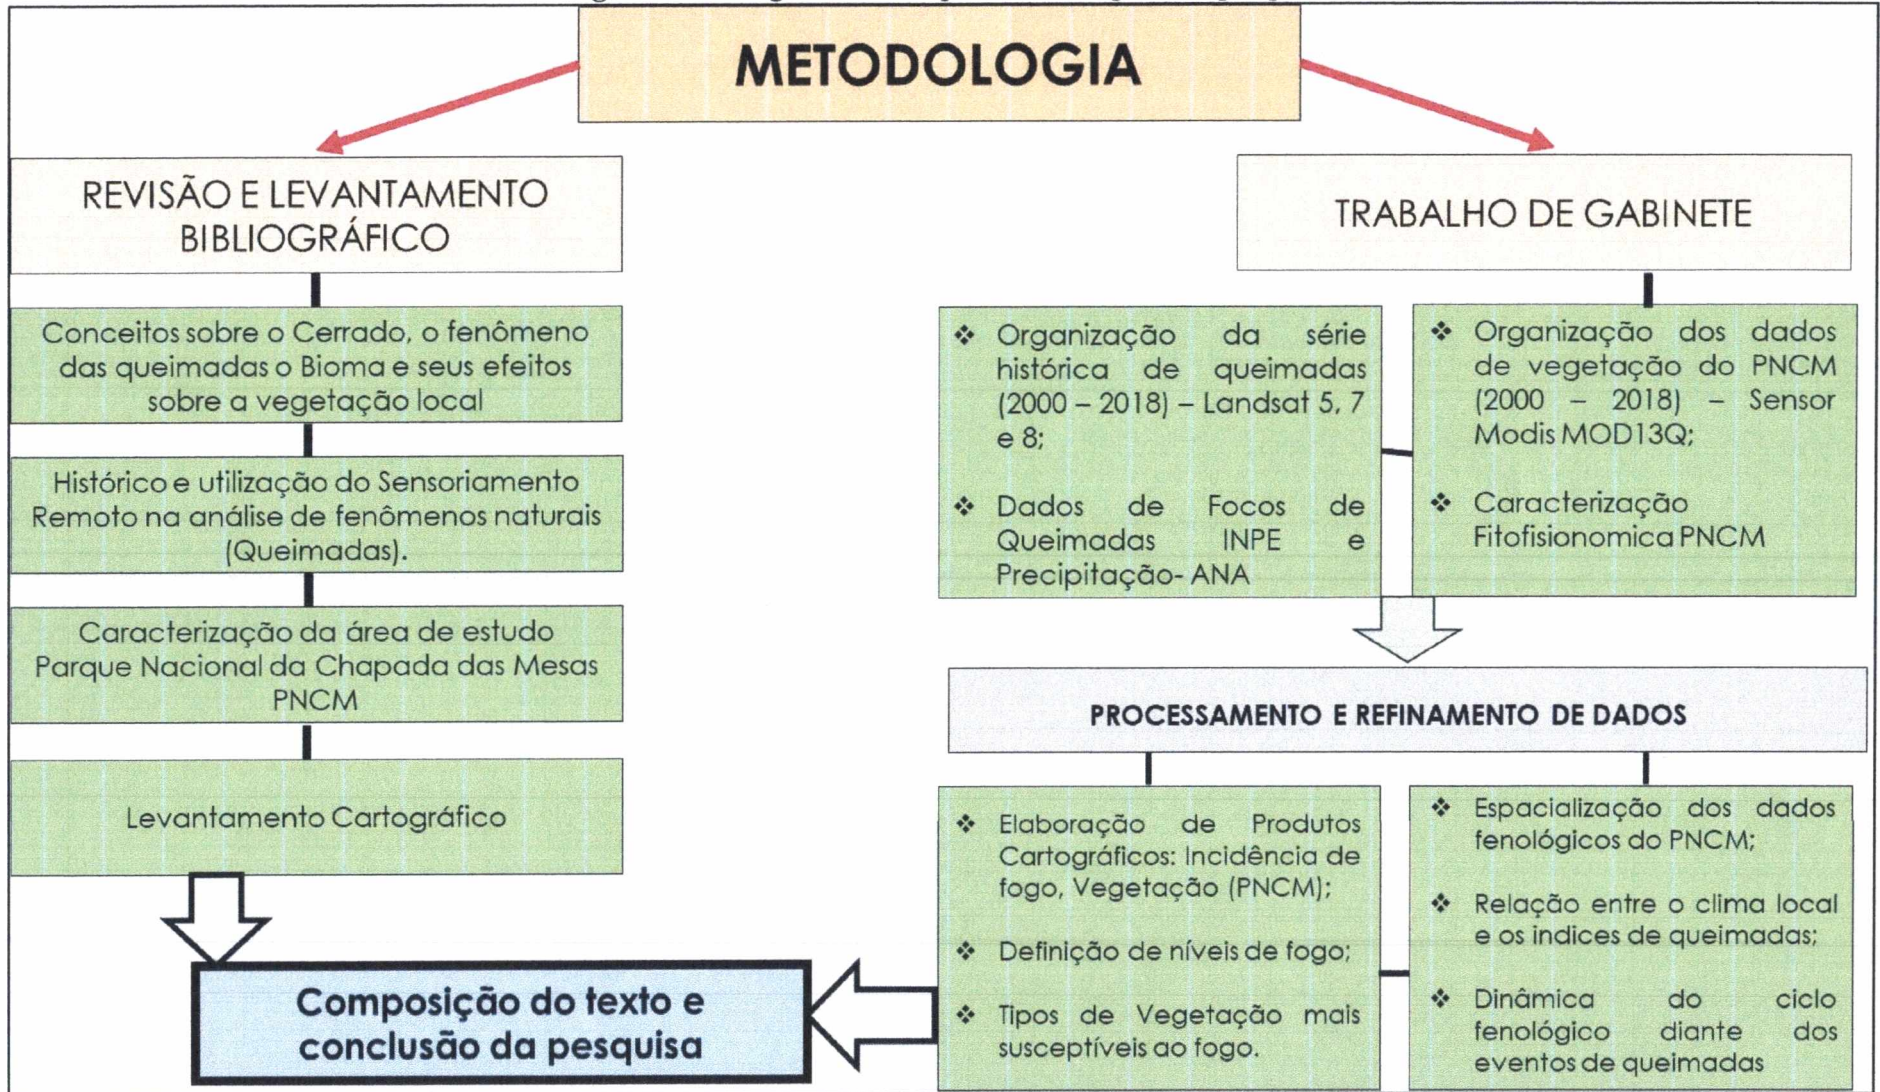 METODOLOGIA
REVISÃO E LEVANTAMENTO
BIBLIOGRÁFICO
Conceitos sobre o Cerrado, o fenômeno
das queimadas o Bioma e seus efeitos
sobre a vegetação local
Histórico e utilização do Sensoriamento
Remoto na análise de fenômenos naturais
(Queimadas).
Caracterização da área de estudo
Parque Nacional da Chapada das Mesas
PNCM
Levantamento Cartográfico
TRABALHO DE GABINETE
❖ Organização da série
histórica de queimadas
(2000 – 2018) – Landsat 5, 7
e 8;
❖ Dados de Focos de
Queimadas INPE e
Precipitação- ANA
❖ Organização dos dados
de vegetação do PNCM
(2000 – 2018) – Sensor
Modis MOD13Q;
❖ Caracterização
Fitofisionomica PNCM
PROCESSAMENTO E REFINAMENTO DE DADOS
❖ Elaboração de Produtos
Cartográficos: Incidência de
fogo, Vegetação (PNCM);
❖ Definição de níveis de fogo;
❖ Tipos de Vegetação mais
susceptíveis ao fogo.
❖ Espacialização dos dados
fenológicos do PNCM;
❖ Relação entre o clima local
e os indices de queimadas;
❖ Dinâmica do ciclo
fenológico diante dos
eventos de queimadas
Composição do texto e
conclusão da pesquisa